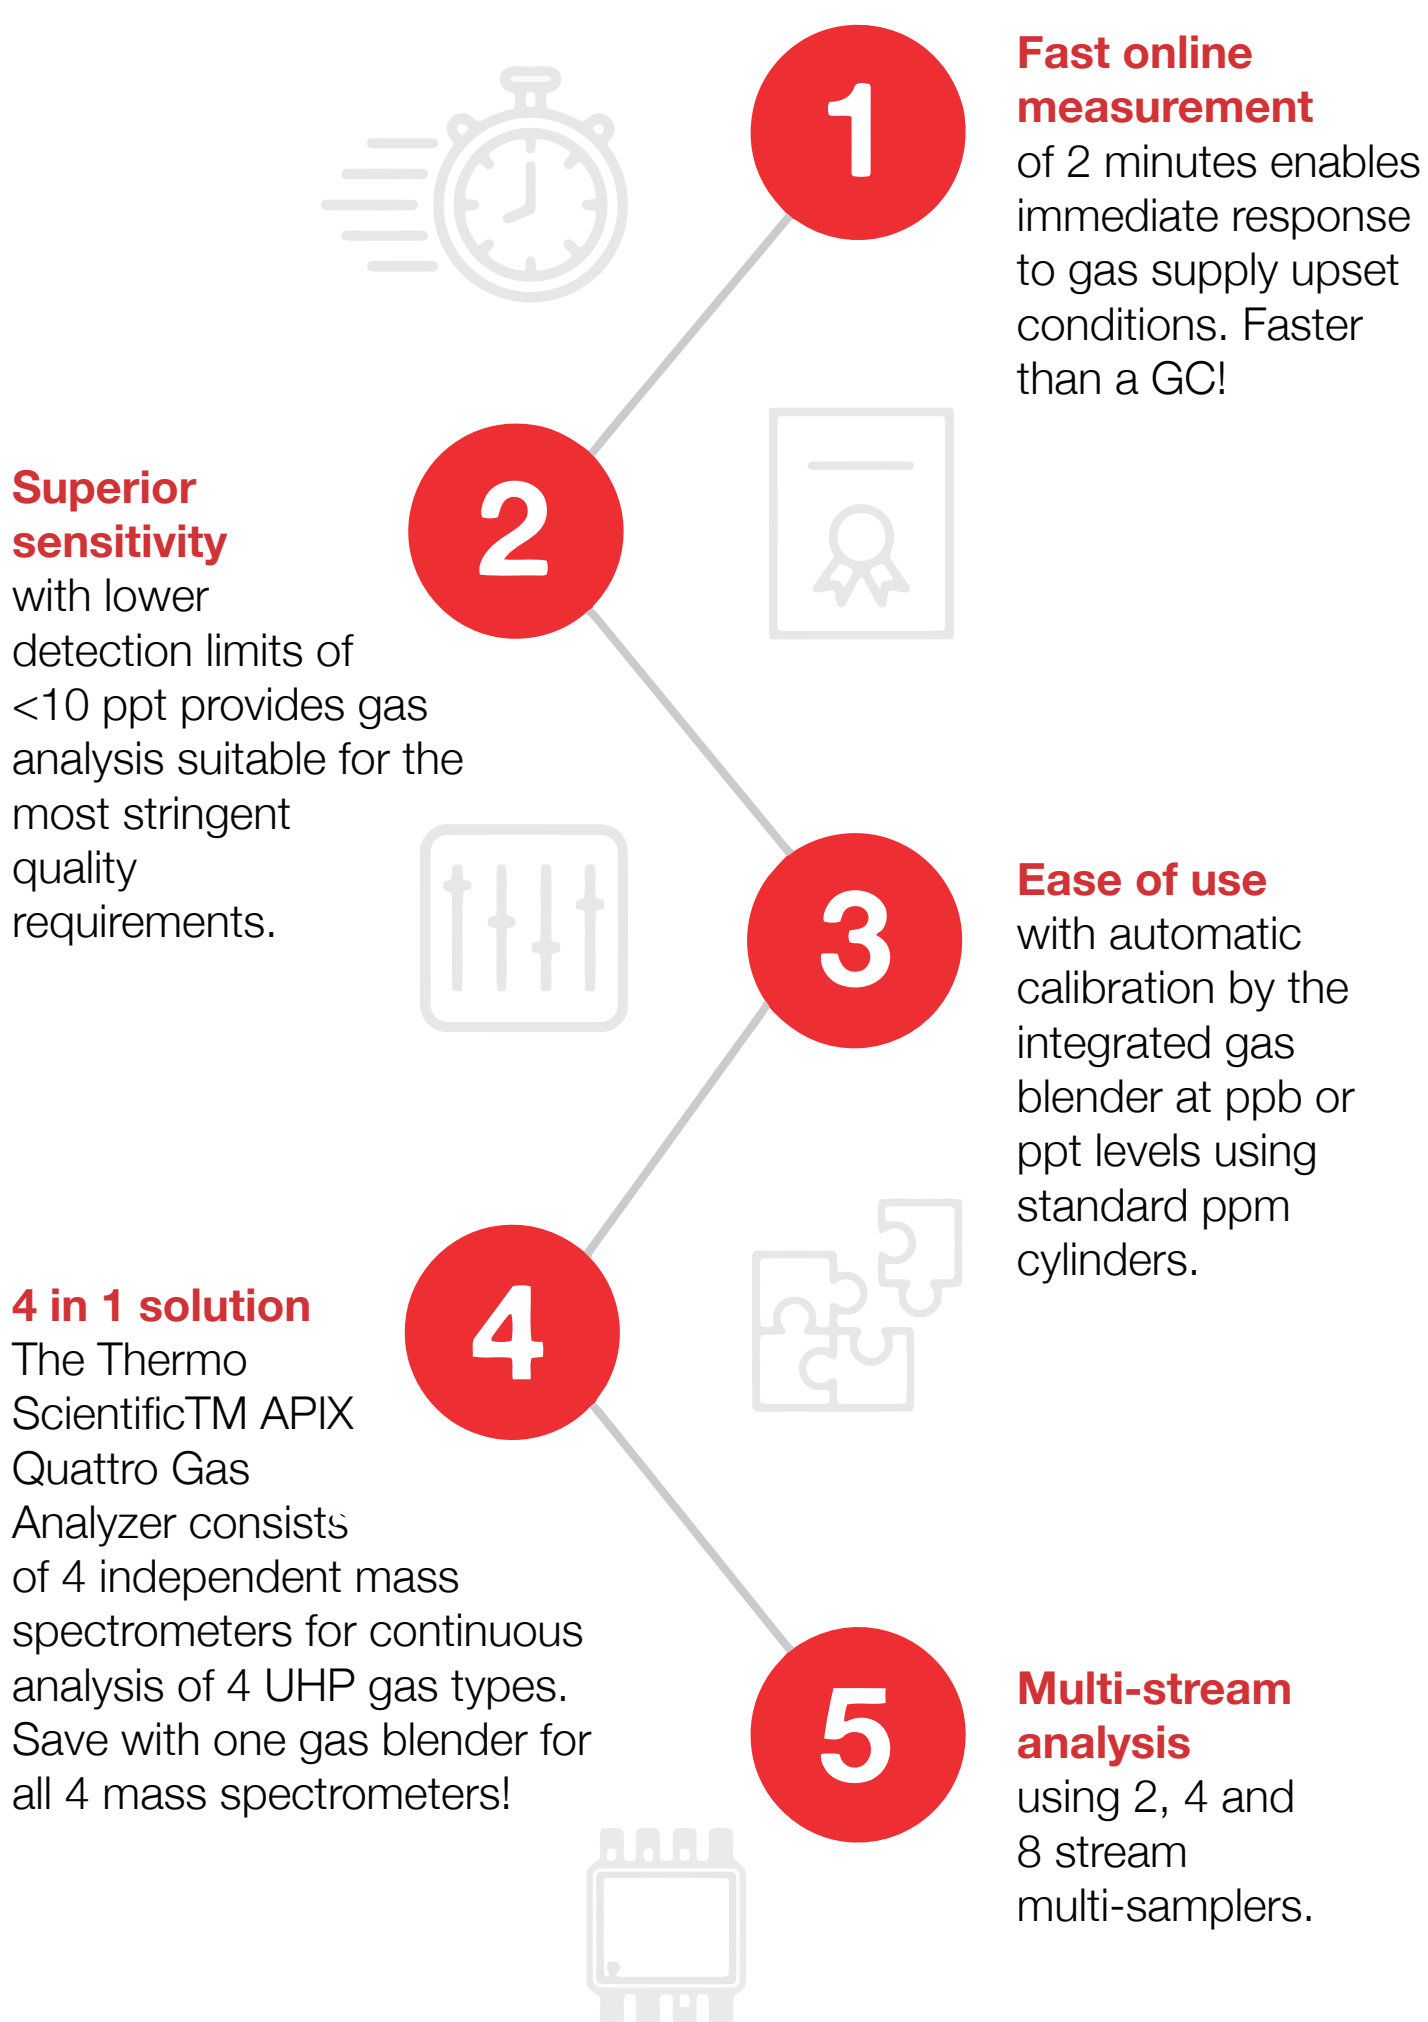 1
Fast online
measurement
of 2 minutes enables
immediate response
to gas supply upset
conditions. Faster
than a GC!
2
Superior
sensitivity
with lower
detection limits of
<10 ppt provides gas
analysis suitable for the
most stringent
quality
requirements.
3
Ease of use
with automatic
calibration by the
integrated gas
blender at ppb or
ppt levels using
standard ppm
cylinders.
4
4 in 1 solution
The Thermo
ScientificTM APIX
Quattro Gas
Analyzer consists
of 4 independent mass
spectrometers for continuous
analysis of 4 UHP gas types.
Save with one gas blender for
all 4 mass spectrometers!
5
Multi-stream
analysis
using 2, 4 and
8 stream
multi-samplers.